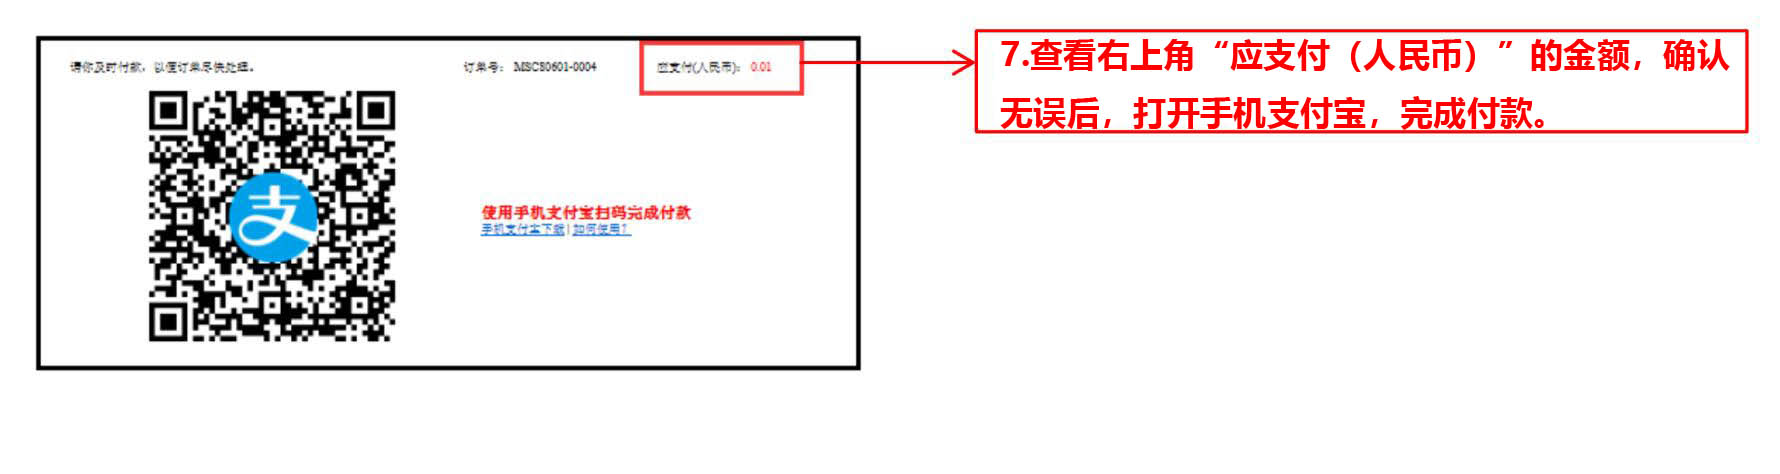 请你及时付款，以便订单尽快处理。 订单号： MSC80601-0004 应支付(人民币)： 0.01
7.查看右上角“应支付（人民币）”的金额，确认
无误后，打开手机支付宝，完成付款。
支
使用手机支付宝扫码完成付款
手机支付宝下载 | 如何使用？